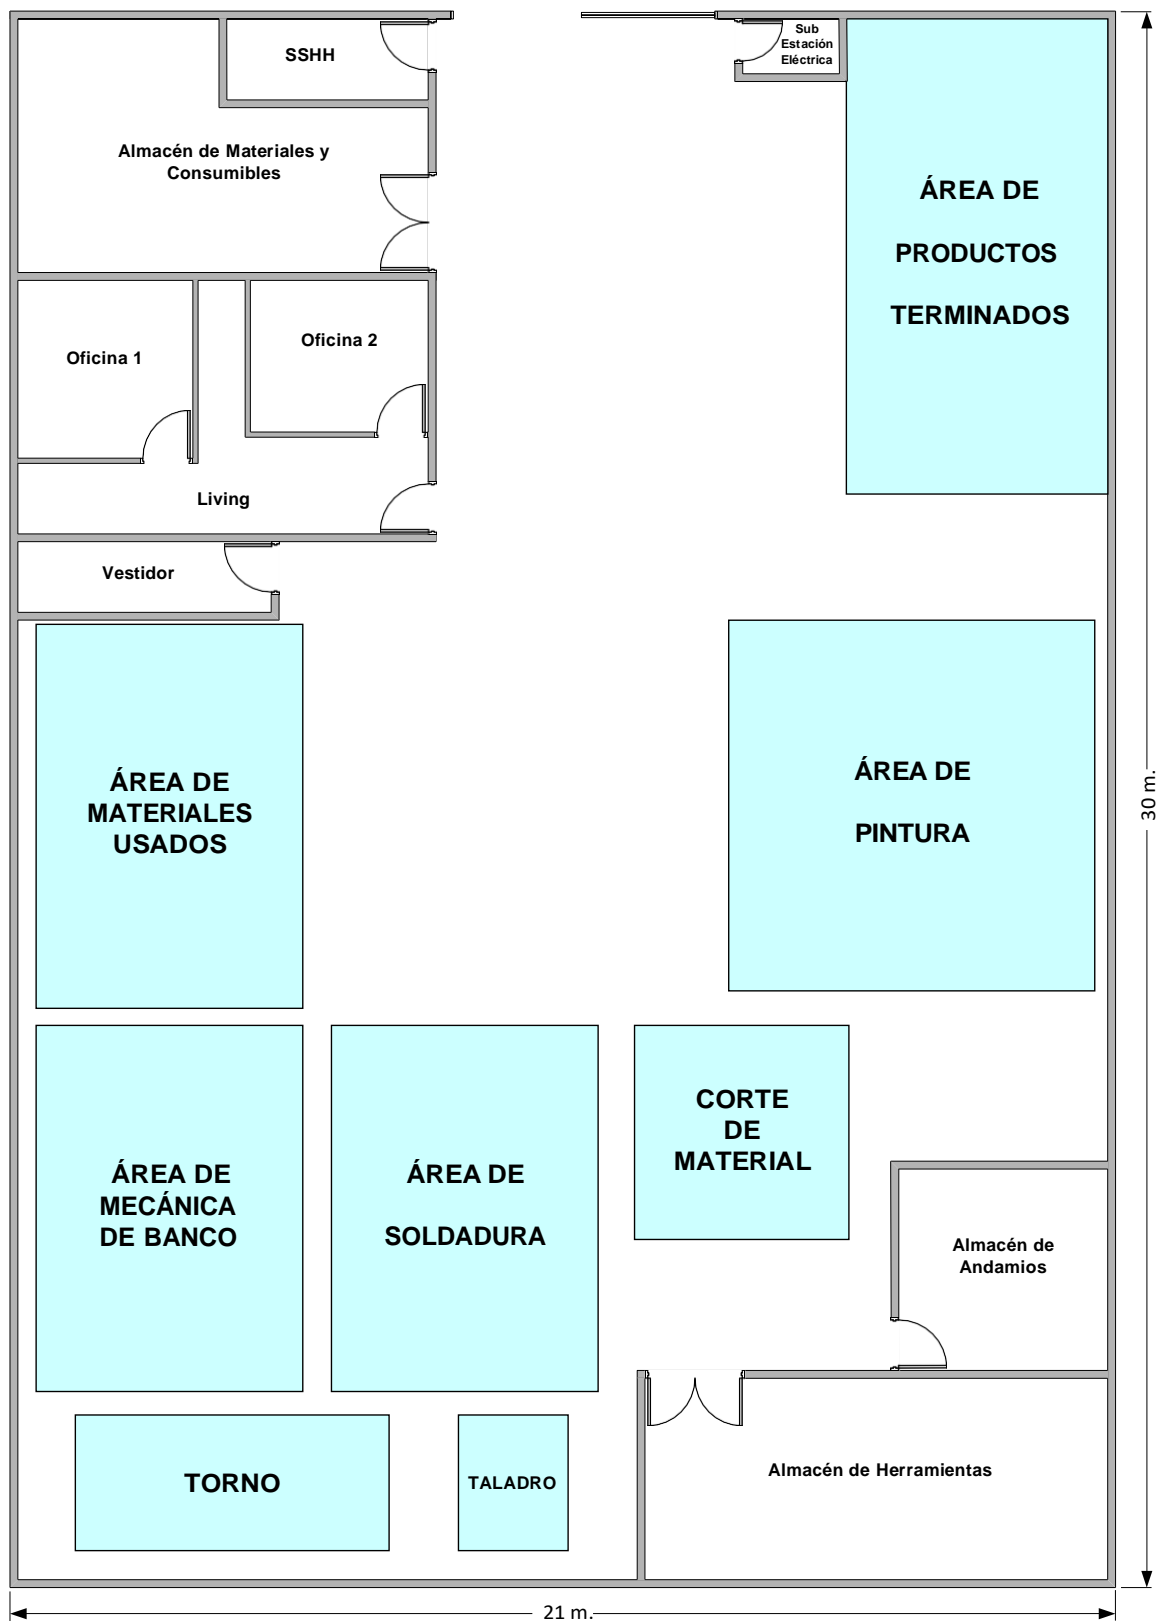 SSHH
Sub
Estación
Eléctrica
Almacén de Materiales y
Consumibles
ÁREA DE
PRODUCTOS
TERMINADOS
Oficina 1
Oficina 2
Living
Vestidor
ÁREA DE
MATERIALES
USADOS
ÁREA DE
PINTURA
30 m.
ÁREA DE
MECÁNICA
DE BANCO
ÁREA DE
SOLDADURA
CORTE
DE
MATERIAL
Almacén de
Andamios
TORNO
TALADRO
Almacén de Herramientas
21 m.